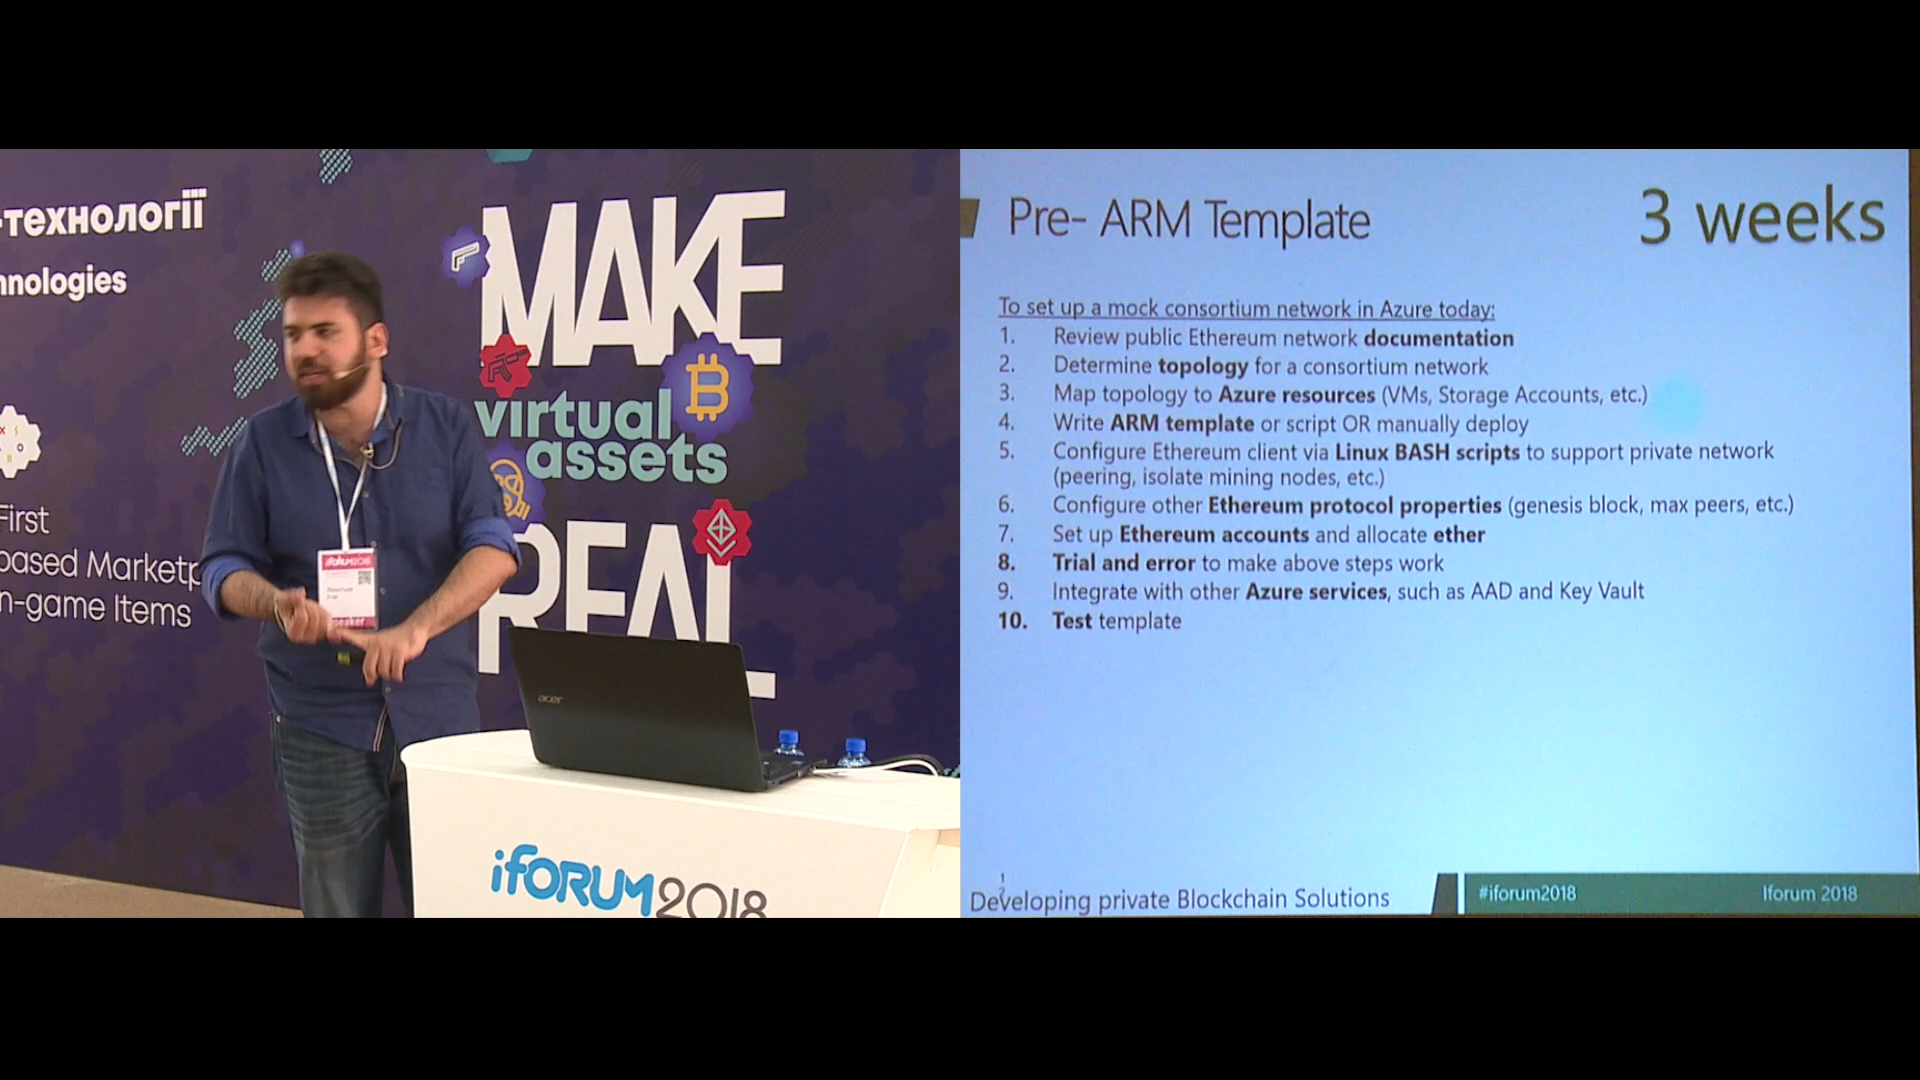 -технології
hnologies
First
based Marketp
n-game Items
MAKE
virtual
assets
REAL
iforum2018
speaker
acer
iFORUM2018
Pre- ARM Template
3 weeks
To set up a mock consortium network in Azure today:
1. Review public Ethereum network documentation
2. Determine topology for a consortium network
3. Map topology to Azure resources (VMs, Storage Accounts, etc.)
4. Write ARM template or script OR manually deploy
5. Configure Ethereum client via Linux BASH scripts to support private network
(peering, isolate mining nodes, etc.)
6. Configure other Ethereum protocol properties (genesis block, max peers, etc.)
7. Set up Ethereum accounts and allocate ether
8. Trial and error to make above steps work
9. Integrate with other Azure services, such as AAD and Key Vault
10. Test template
Developing private Blockchain Solutions
#iforum2018
Iforum 2018